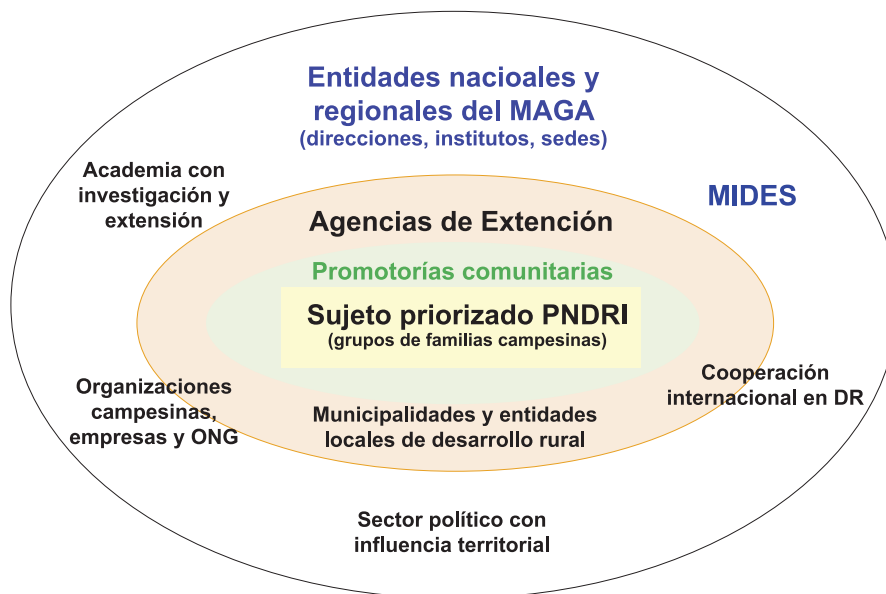 Entidades nacioales y
regionales del MAGA
(direcciones, institutos, sedes)
Academia con
investigación y
extensión
MIDES
Agencias de Extención
Promotorías comunitarias
Sujeto priorizado PNDRI
(grupos de familias campesinas)
Organizaciones
campesinas,
empresas y ONG
Municipalidades y entidades
locales de desarrollo rural
Cooperación
internacional en DR
Sector político con
influencia territorial